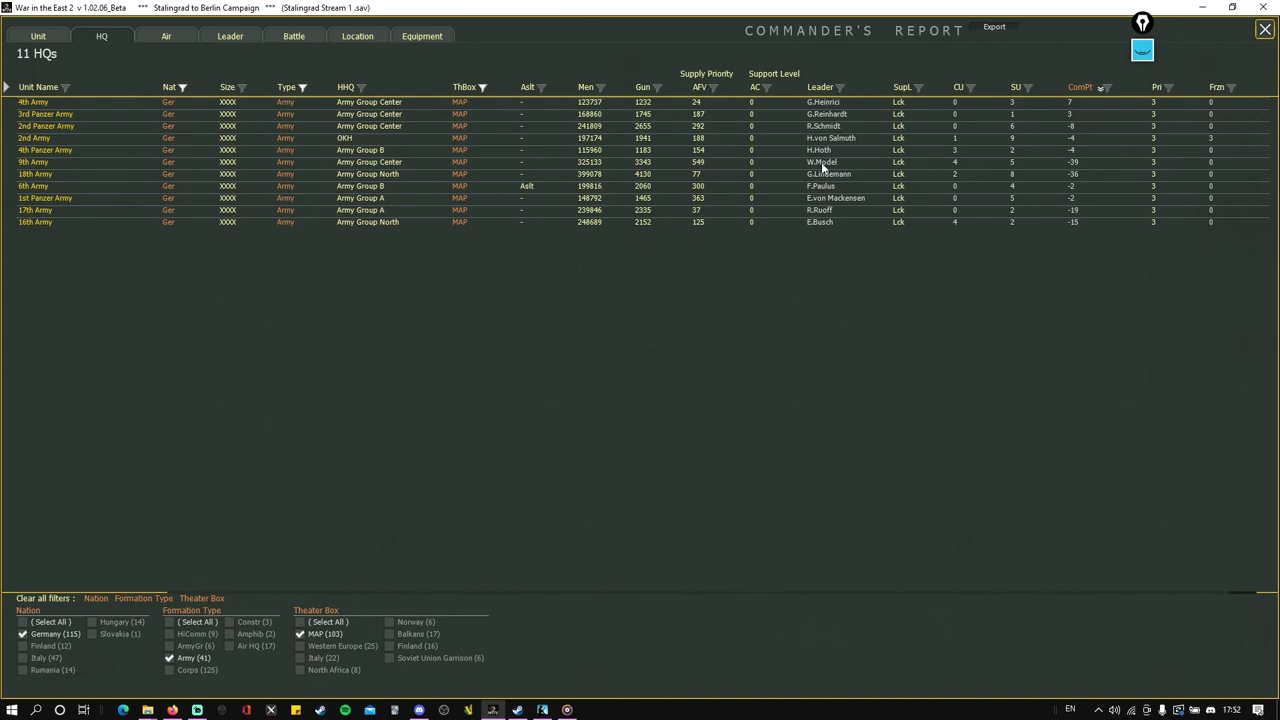 War in the East 2 v 1.02.06_Beta *** Stalingrad to Berlin Campaign *** (Stalingrad Stream 1 .sav)
Unit HQ Air Leader Battle Location Equipment COMMANDER'S REPORT Export
11 HQs
Supply Priority Support Level
Unit Name Nat Size Type HHQ ThBox Aslt Men Gun AFV AC Leader SupL CU SU ComPt Pri Frzn
4th Army Ger XXXX Army Army Group Center MAP - 123737 1232 24 0 G.Heinrici Lck 0 3 7 3 0
3rd Panzer Army Ger XXXX Army Army Group Center MAP - 168860 1745 187 0 G.Reinhardt Lck 0 1 3 3 0
2nd Panzer Army Ger XXXX Army Army Group Center MAP - 241809 2655 292 0 R.Schmidt Lck 0 6 -8 3 0
2nd Army Ger XXXX Army OKH MAP - 197174 1941 188 0 H.von Salmuth Lck 1 9 -4 3 3
4th Panzer Army Ger XXXX Army Army Group B MAP - 115960 1183 154 0 H.Hoth Lck 3 2 -4 3 0
9th Army Ger XXXX Army Army Group Center MAP - 325133 3343 549 0 W.Model Lck 4 5 -39 3 0
18th Army Ger XXXX Army Army Group North MAP - 399078 4130 77 0 G.Lindemann Lck 2 8 -36 3 0
6th Army Ger XXXX Army Army Group B MAP Aslt 199816 2060 300 0 F.Paulus Lck 0 4 -2 3 0
1st Panzer Army Ger XXXX Army Army Group A MAP - 148792 1465 363 0 E.von Mackensen Lck 0 5 -2 3 0
17th Army Ger XXXX Army Army Group A MAP - 239846 2335 37 0 R.Ruoff Lck 0 2 -19 3 0
16th Army Ger XXXX Army Army Group North MAP - 248689 2152 125 0 E.Busch Lck 4 2 -15 3 0
Clear all filters : Nation Formation Type Theater Box
Nation Formation Type Theater Box
( Select All ) Hungary (14) ( Select All ) Constr (3) ( Select All ) Norway (6)
Germany (115) Slovakia (1) HiComm (9) Amphib (2) MAP (103) Balkans (17)
Finland (12) ArmyGr (6) Air HQ (17) Western Europe (25) Finland (16)
Italy (47) Army (41) Italy (22) Soviet Union Garrison (6)
Rumania (14) Corps (125) North Africa (8)
EN 17:52